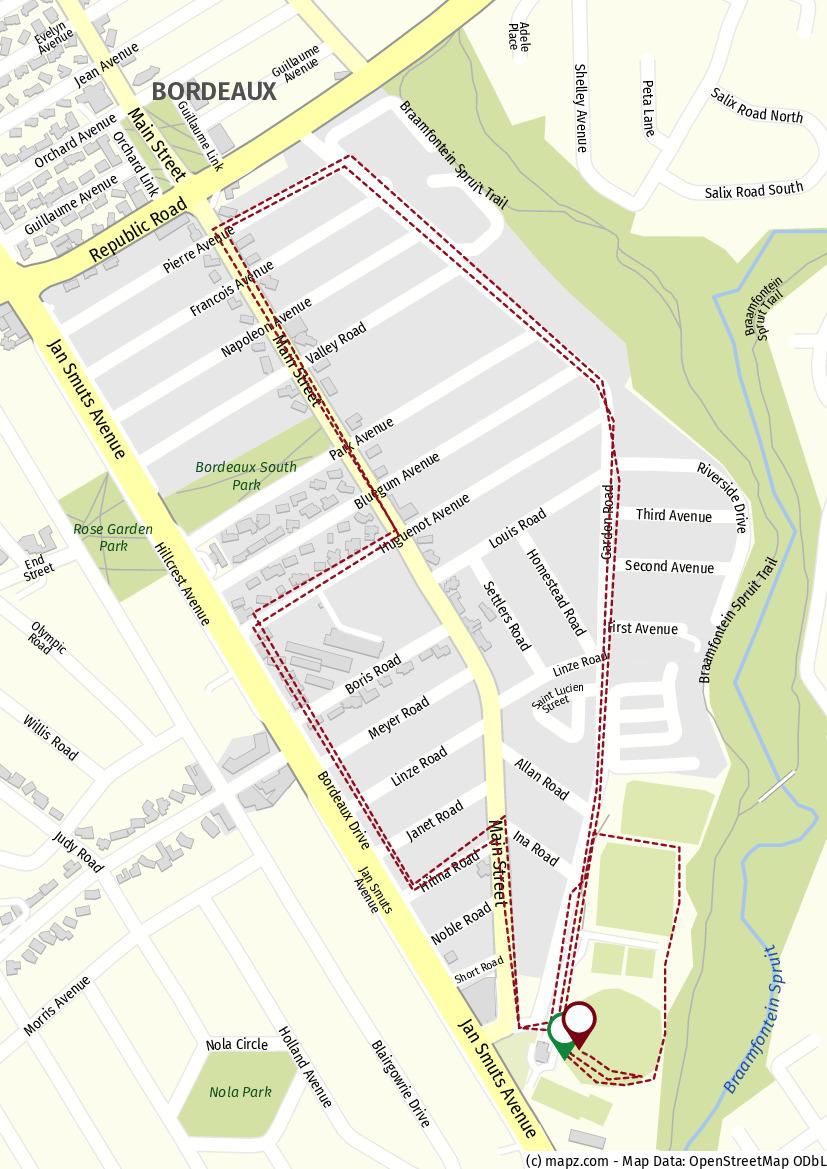 Evelyn
Avenue
Jean Avenue
Guillaume
Avenue
Adele
Place
Shelley Avenue
Peta Lane
Salix Road North
Salix Road South
BORDEAUX
Main Street
Guillaume Link
Orchard Avenue
Orchard Link
Guillaume Avenue
Republic Road
Braamfontein Spruit Trail
Pierre Avenue
Francois Avenue
Napoleon Avenue
Valley Road
Main Street
Braamfontein
Spruit Trail
Jan Smuts Avenue
Park Avenue
Bordeaux South
Park
Bluegum Avenue
Rose Garden
Park
Huguenot Avenue
Louis Road
Garden Road
Riverside Drive
Third Avenue
Second Avenue
First Avenue
End
Street
Hillcrest Avenue
Homestead Road
Settlers Road
Braamfontein Spruit Trail
Olympic
Road
Linze Road
Saint Lucien
Street
Boris Road
Meyer Road
Willis Road
Linze Road
Allan Road
Bordeaux Drive
Janet Road
Main Street
Ina Road
Judy Road
Hilma Road
Jan Smuts
Avenue
Noble Road
Short Road
Morris Avenue
Nola Circle
Holland Avenue
Nola Park
Blairgowrie Drive
Jan Smuts Avenue
Braamfontein Spruit
(c) mapz.com - Map Data: OpenStreetMap ODbL